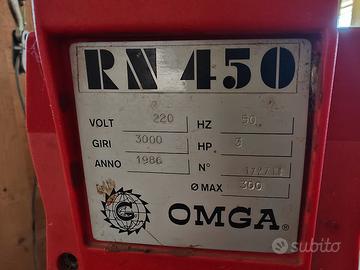 RN 450
VOLT 220 HZ 50
GIRI 3000 HP 3
ANNO 1986 N°
Ø MAX 300
OMGA®
subito